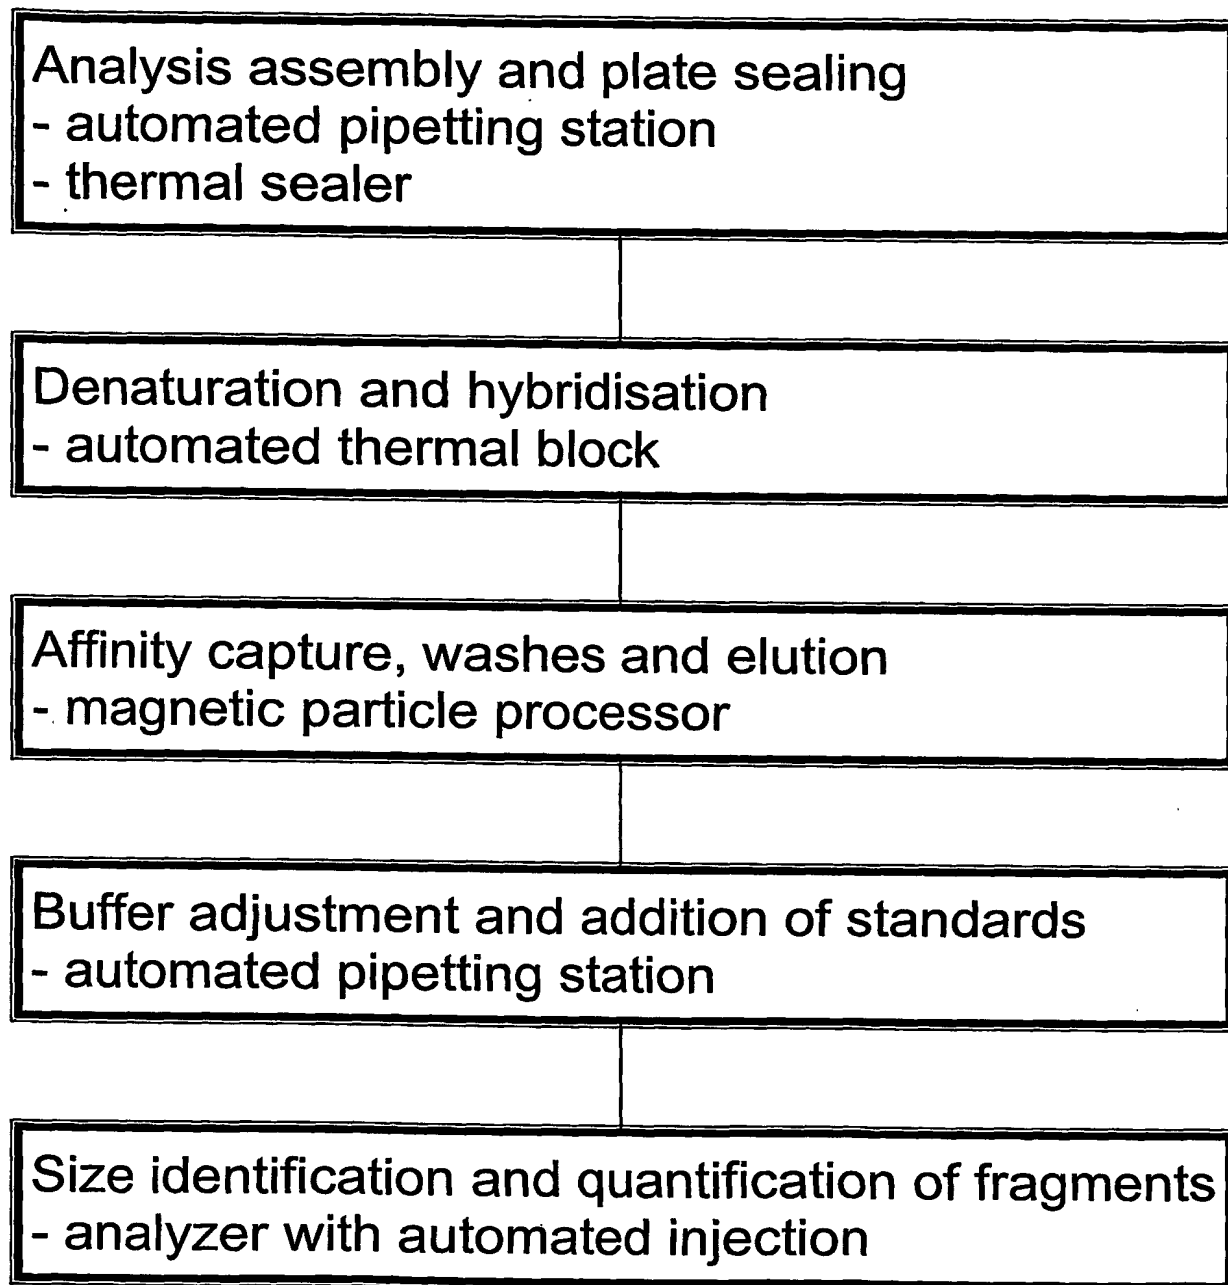 Analysis assembly and plate sealing
- automated pipetting station
- thermal sealer
Denaturation and hybridisation
- automated thermal block
Affinity capture, washes and elution
- magnetic particle processor
Buffer adjustment and addition of standards
- automated pipetting station
Size identification and quantification of fragments
- analyzer with automated injection